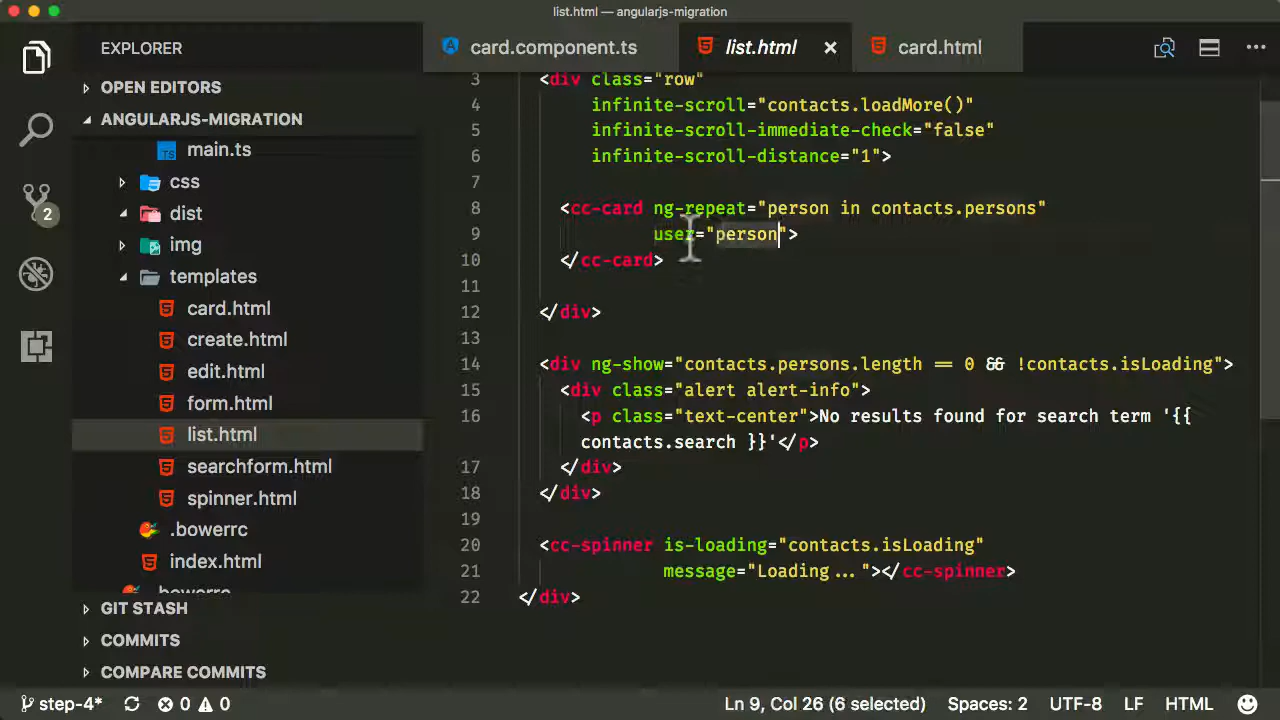 list.html — angularjs-migration
EXPLORER
card.component.ts
list.html
card.html
OPEN EDITORS
ANGULARJS-MIGRATION
main.ts
css
dist
img
templates
card.html
create.html
edit.html
form.html
list.html
searchform.html
spinner.html
.bowerrc
index.html
GIT STASH
COMMITS
COMPARE COMMITS
2
3 <div class="row"
4 infinite-scroll="contacts.loadMore()"
5 infinite-scroll-immediate-check="false"
6 infinite-scroll-distance="1">
7
8 <cc-card ng-repeat="person in contacts.persons"
9 user="person">
10 </cc-card>
11
12 </div>
13
14 <div ng-show="contacts.persons.length == 0 && !contacts.isLoading">
15 <div class="alert alert-info">
16 <p class="text-center">No results found for search term '{{
contacts.search }}'</p>
17 </div>
18 </div>
19
20 <cc-spinner is-loading="contacts.isLoading"
21 message="Loading..."></cc-spinner>
22 </div>
step-4* 0 0 Ln 9, Col 26 (6 selected) Spaces: 2 UTF-8 LF HTML